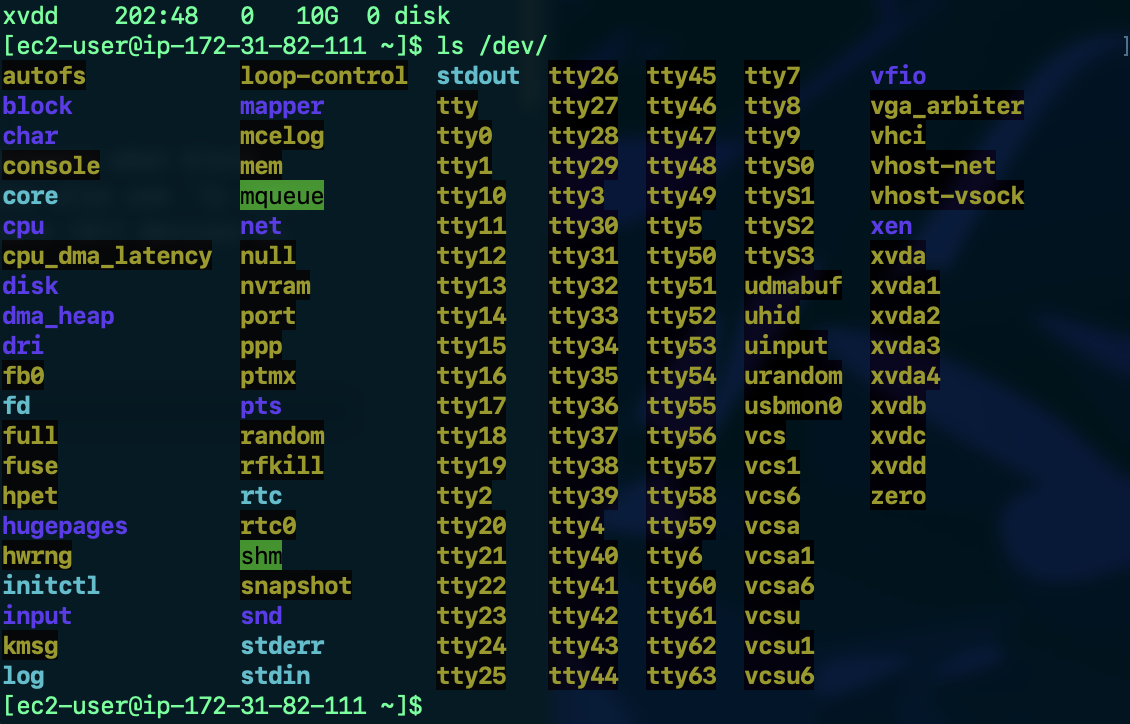 xvdd    202:48   0   10G  0 disk
[ec2-user@ip-172-31-82-111 ~]$ ls /dev/                                         ]
autofs           loop-control  stdout  tty26  tty45  tty7      vfio
block            mapper        tty     tty27  tty46  tty8      vga_arbiter
char             mcelog        tty0    tty28  tty47  tty9      vhci
console          mem           tty1    tty29  tty48  ttyS0     vhost-net
core             mqueue        tty10   tty3   tty49  ttyS1     vhost-vsock
cpu              net           tty11   tty30  tty5   ttyS2     xen
cpu_dma_latency  null          tty12   tty31  tty50  ttyS3     xvda
disk             nvram         tty13   tty32  tty51  udmabuf   xvda1
dma_heap         port          tty14   tty33  tty52  uhid      xvda2
dri              ppp           tty15   tty34  tty53  uinput    xvda3
fb0              ptmx          tty16   tty35  tty54  urandom   xvda4
fd               pts           tty17   tty36  tty55  usbmon0   xvdb
full             random        tty18   tty37  tty56  vcs       xvdc
fuse             rfkill        tty19   tty38  tty57  vcs1      xvdd
hpet             rtc           tty2    tty39  tty58  vcs6      zero
hugepages        rtc0          tty20   tty4   tty59  vcsa
hwrng            shm           tty21   tty40  tty6   vcsa1
initctl          snapshot      tty22   tty41  tty60  vcsa6
input            snd           tty23   tty42  tty61  vcsu
kmsg             stderr        tty24   tty43  tty62  vcsu1
log              stdin         tty25   tty44  tty63  vcsu6
[ec2-user@ip-172-31-82-111 ~]$